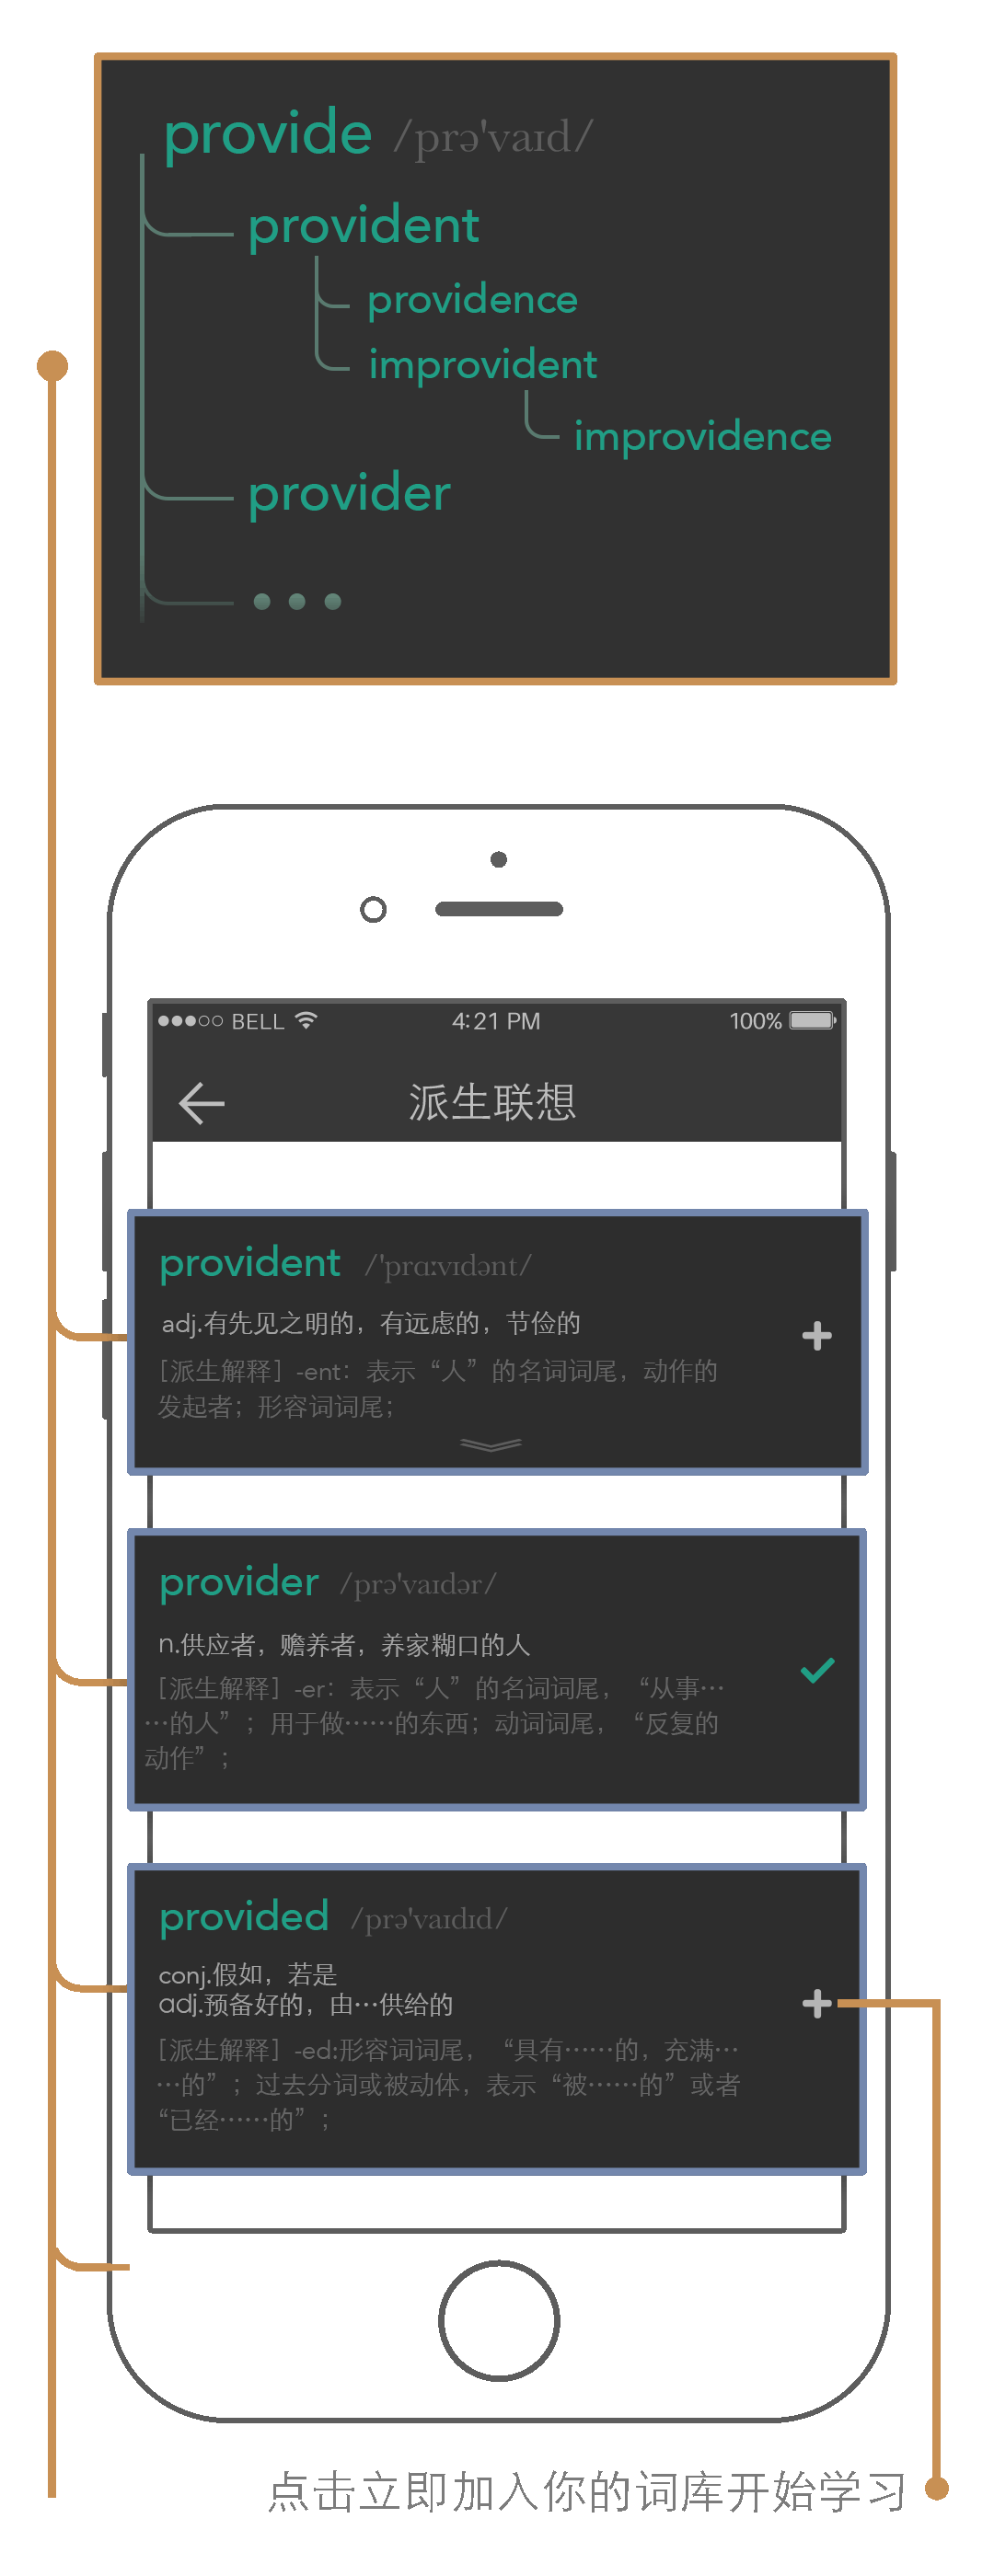 provide /prə'vaɪd/
provident
providence
improvident
improvidence
provider
•••
BELL 4:21 PM 100%
派生联想
provident /'prɑːvɪdənt/
adj.有先见之明的，有远虑的，节俭的
[派生解释] -ent：表示“人”的名词词尾，动作的
发起者；形容词词尾；
provider /prə'vaɪdər/
n.供应者，赡养者，养家糊口的人
[派生解释] -er：表示“人”的名词词尾，“从事…
…的人”；用于做……的东西；动词词尾，“反复的
动作”；
provided /prə'vaɪdɪd/
conj.假如，若是
adj.预备好的，由…供给的
[派生解释] -ed:形容词词尾，“具有……的，充满…
…的”；过去分词或被动体，表示“被……的”或者
“已经……的”；
点击立即加入你的词库开始学习